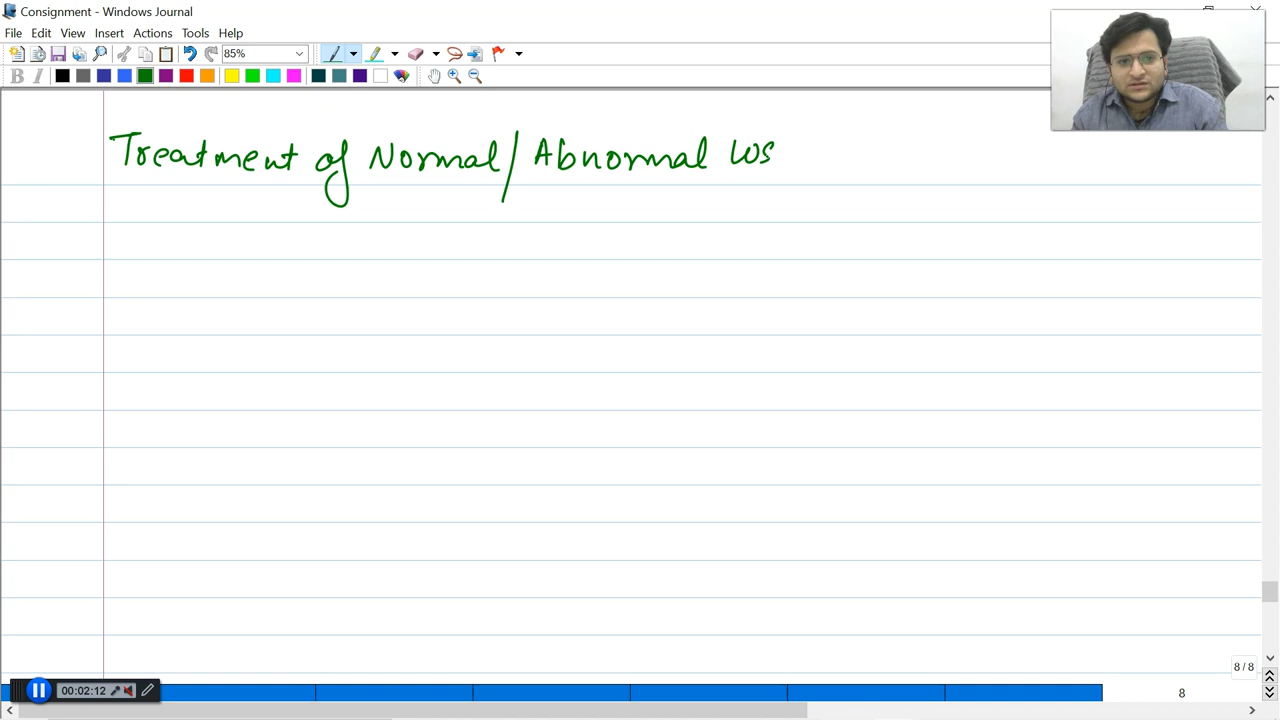 Consignment - Windows Journal
File Edit View Insert Actions Tools Help
85%
B I
Treatment of Normal/Abnormal Los
8 / 8
00:02:12
8